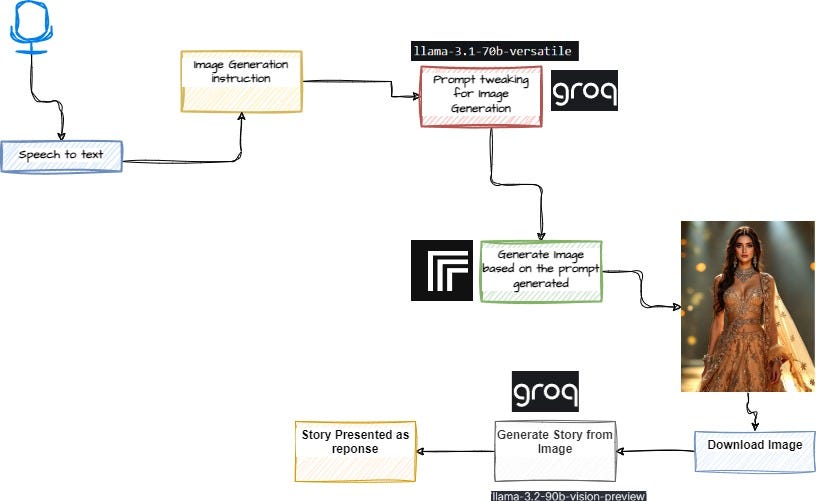 llama-3.1-70b-versatile
Image Generation
instruction
Prompt tweaking
for Image
Generation
groq
Speech to text
Generate Image
based on the prompt
generated
groq
Story Presented as
reponse
Generate Story from
Image
Download Image
llama-3.2-90b-vision-preview